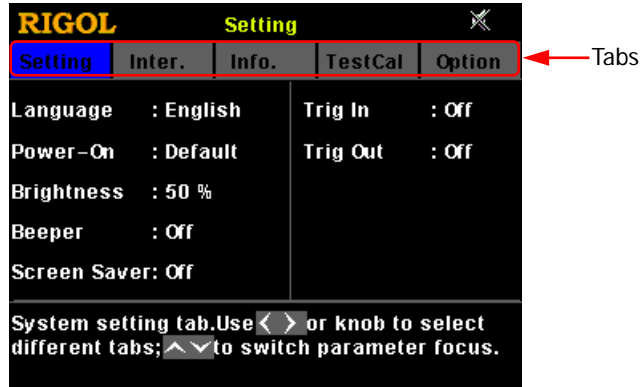 RIGOL Setting
Setting Inter. Info. TestCal Option Tabs
Language : English Trig In : Off
Power-On : Default Trig Out : Off
Brightness : 50 %
Beeper : Off
Screen Saver: Off
System setting tab.Use < > or knob to select
different tabs; to switch parameter focus.